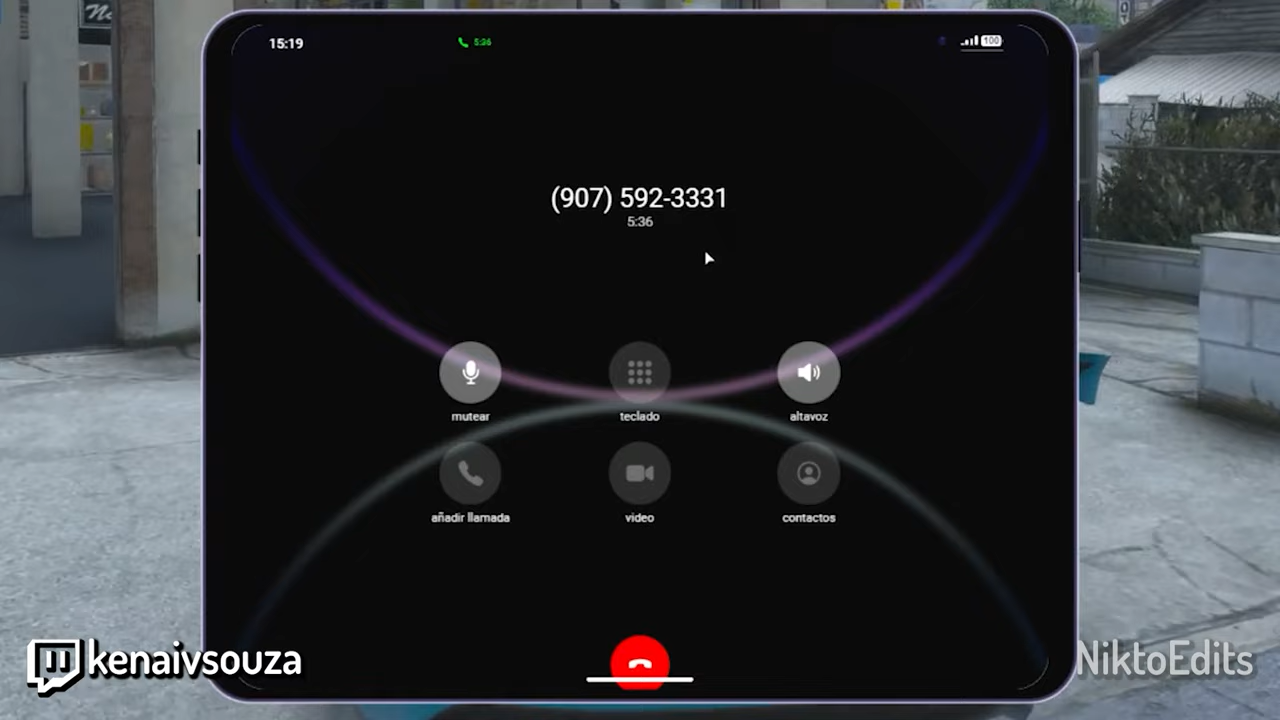 15:19
5:36
100
(907) 592-3331
5:36
mutear
teclado
altavoz
añadir llamada
video
contactos
kenaivsouza
NiktoEdits